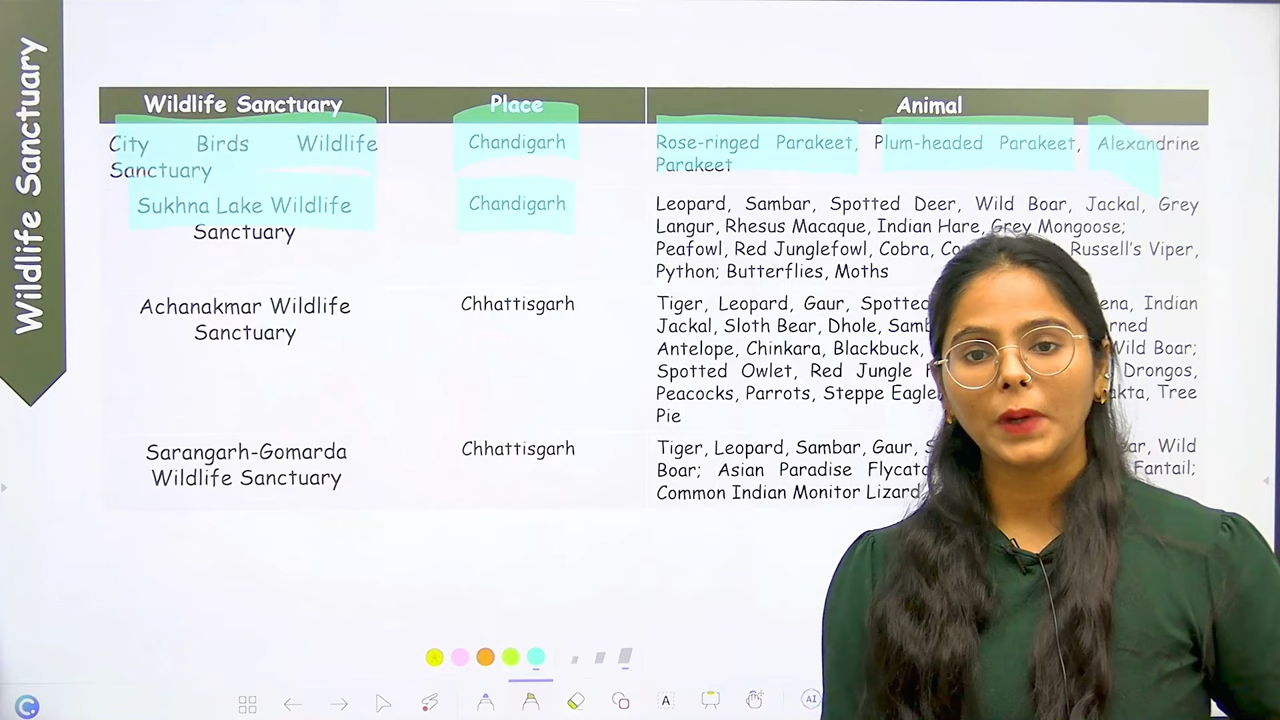 Wildlife Sanctuary
Wildlife Sanctuary Place Animal
City Birds Wildlife Sanctuary
Chandigarh
Rose-ringed Parakeet, Plum-headed Parakeet, Alexandrine
Parakeet
Sukhna Lake Wildlife
Sanctuary
Chandigarh
Leopard, Sambar, Spotted Deer, Wild Boar, Jackal, Grey
Langur, Rhesus Macaque, Indian Hare, Grey Mongoose;
Peafowl, Red Junglefowl, Cobra, Russell's Viper,
Python; Butterflies, Moths
Achanakmar Wildlife
Sanctuary
Chhattisgarh
Tiger, Leopard, Gaur, Spotted Indian
Jackal, Sloth Bear, Dhole,
Antelope, Chinkara, Blackbuck, Wild Boar;
Spotted Owlet, Red Jungle Drongos,
Peacocks, Parrots, Steppe Tree
Pie
Sarangarh-Gomarda
Wildlife Sanctuary
Chhattisgarh
Tiger, Leopard, Sambar, Gaur, Wild
Boar; Asian Paradise Fantail;
Common Indian Monitor Lizard
A
AI